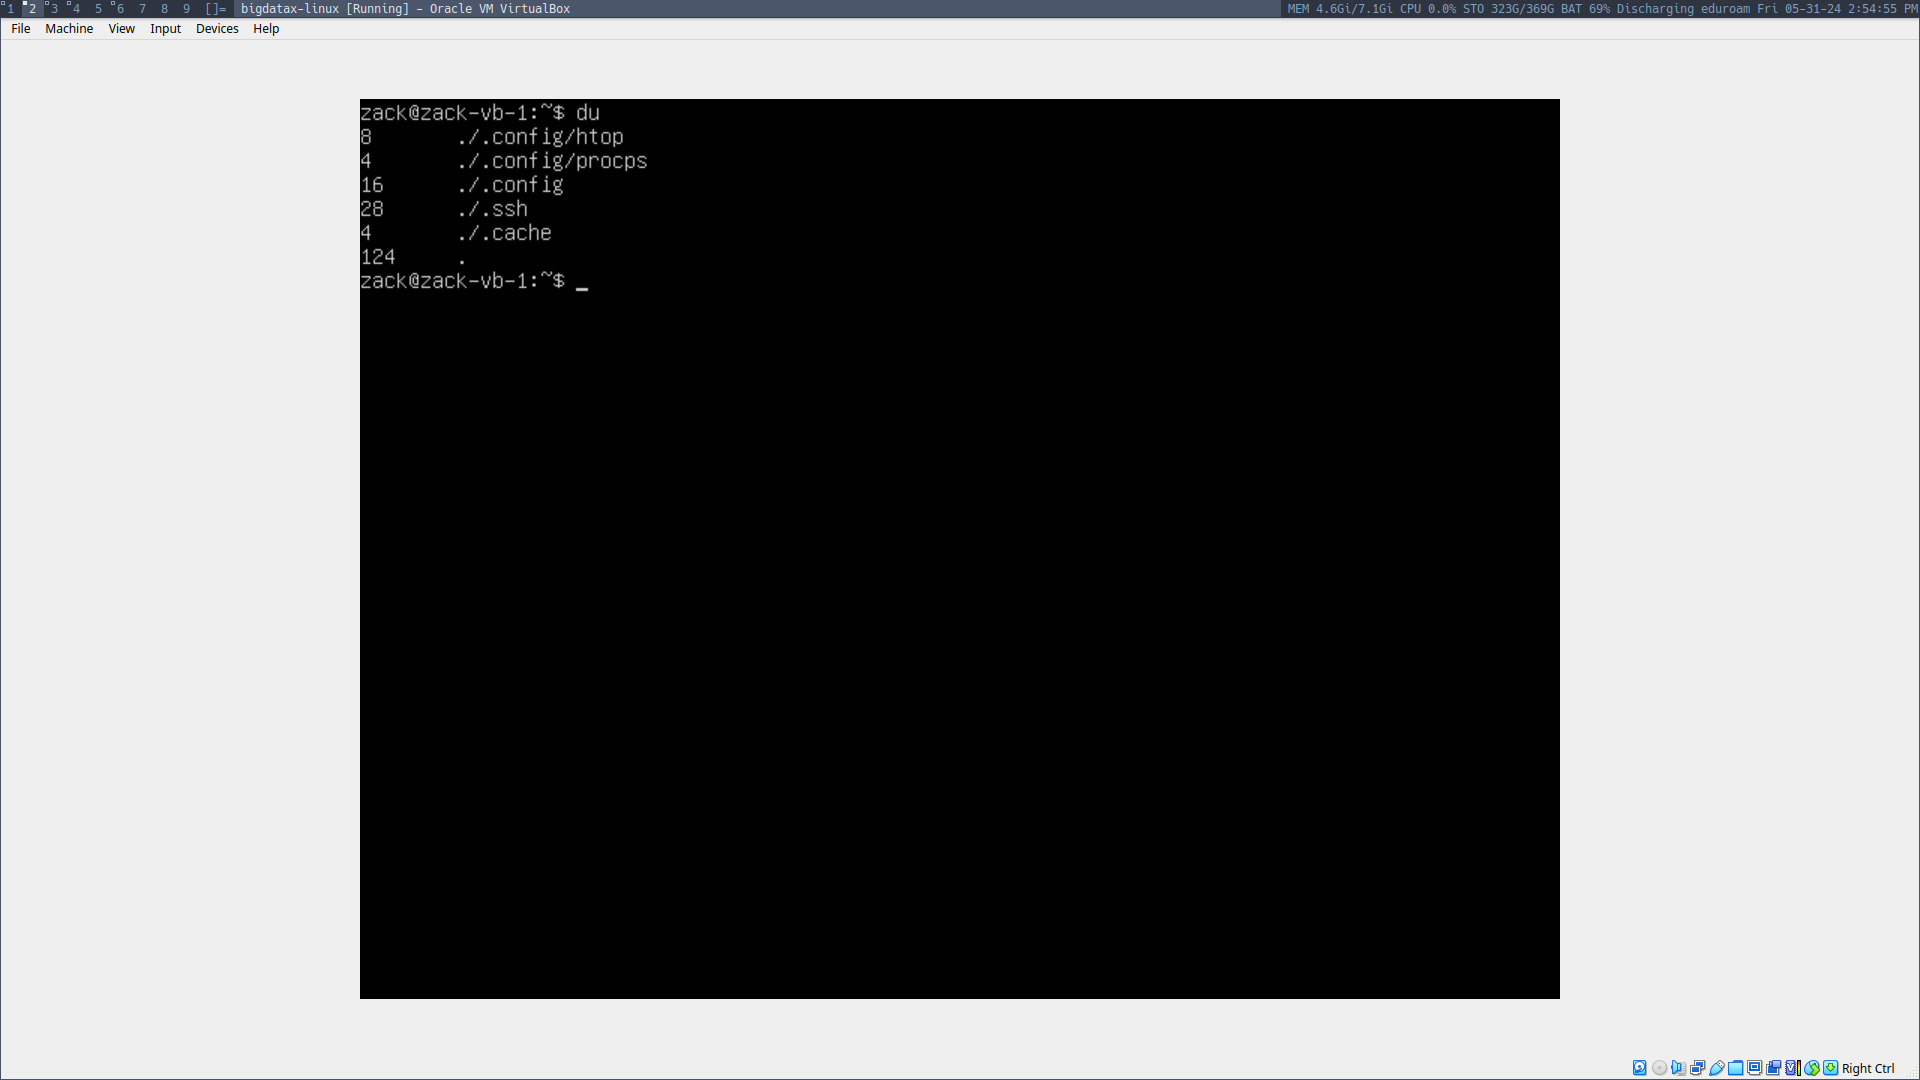 1 2 3 4 5 6 7 8 9 []= bigdatax-linux [Running] - Oracle VM VirtualBox MEM 4.6Gi/7.1Gi CPU 0.0% STO 323G/369G BAT 69% Discharging eduroam Fri 05-31-24 2:54:55 PM
File Machine View Input Devices Help
zack@zack-vb-1:~$ du
8 ./.config/htop
4 ./.config/procps
16 ./.config
28 ./.ssh
4 ./.cache
124 .
zack@zack-vb-1:~$ _
Right Ctrl